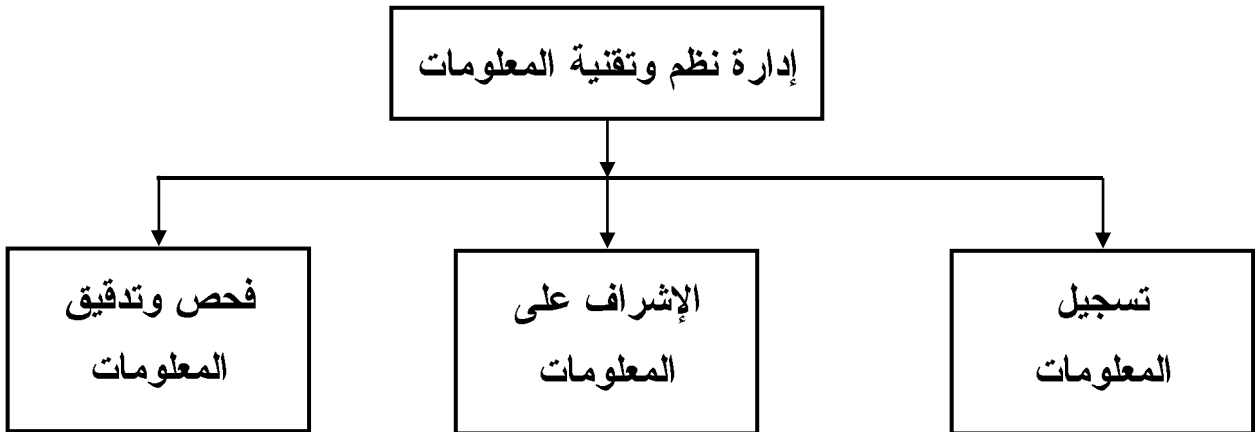 إدارة نظم وتقنية المعلومات
تسجيل
المعلومات
الإشراف على
المعلومات
فحص وتدقيق
المعلومات